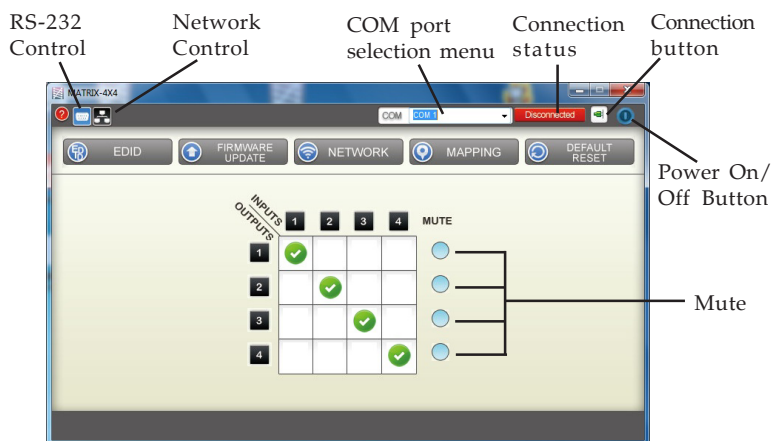 RS-232
Control
Network
Control
COM port
selection menu
Connection
status
Connection
button
MATRIX-4X4
?
COM
COM 1
Disconnected
EDID
EDID
FIRMWARE
UPDATE
NETWORK
MAPPING
DEFAULT
RESET
Power On/
Off Button
INPUTS
OUTPUTS
1 2 3 4 MUTE
1
2
3
4
Mute